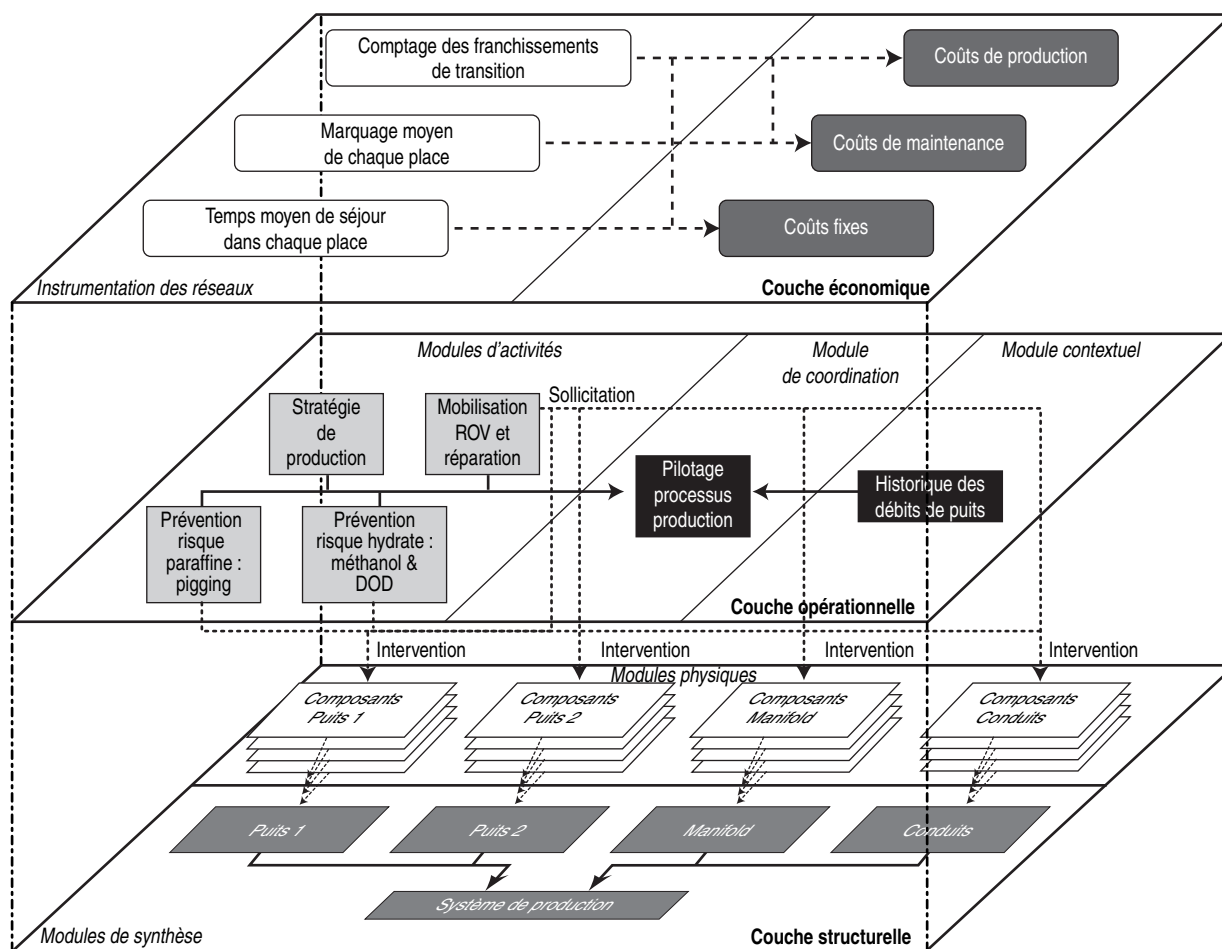 Comptage des franchissements
de transition
Coûts de production
Marquage moyen
de chaque place
Coûts de maintenance
Temps moyen de séjour
dans chaque place
Coûts fixes
Instrumentation des réseaux
Couche économique
Modules d'activités
Module
de coordination
Module contextuel
Stratégie
de
production
Mobilisation
ROV et
réparation
Sollicitation
Pilotage
processus
production
Historique des
débits de puits
Prévention
risque
paraffine :
pigging
Prévention
risque hydrate :
méthanol &
DOD
Couche opérationnelle
Intervention
Intervention
Intervention
Intervention
Modules physiques
Composants
Puits 1
Composants
Puits 2
Composants
Manifold
Composants
Conduits
Puits 1
Puits 2
Manifold
Conduits
Système de production
Modules de synthèse
Couche structurelle